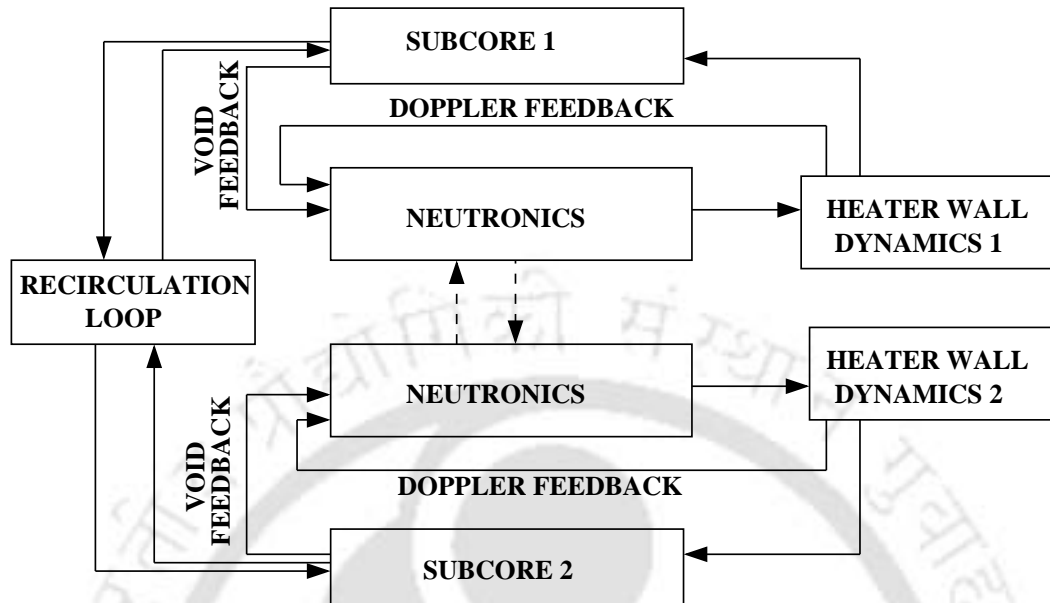 SUBCORE 1
DOPPLER FEEDBACK
VOID
FEEDBACK
NEUTRONICS
HEATER WALL
DYNAMICS 1
RECIRCULATION
LOOP
NEUTRONICS
HEATER WALL
DYNAMICS 2
VOID
FEEDBACK
DOPPLER FEEDBACK
SUBCORE 2